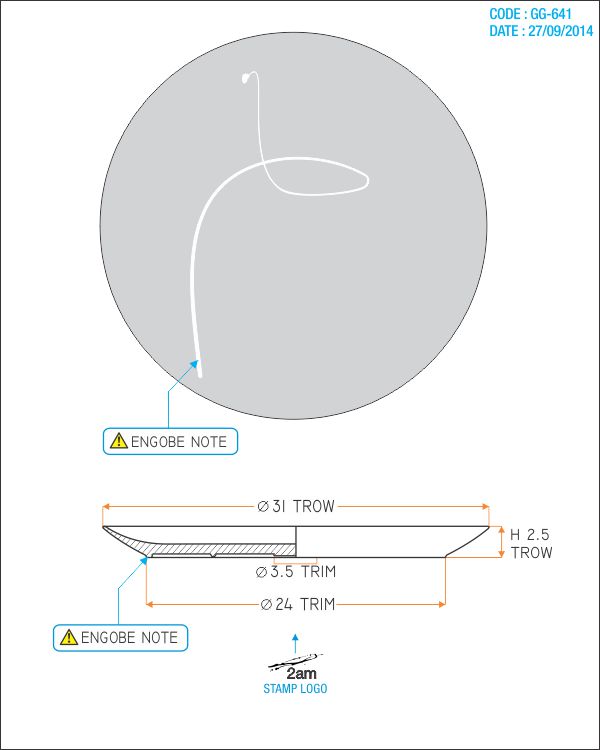 CODE : GG-641
DATE : 27/09/2014
ENGOBE NOTE
Ø 31 TROW
H 2.5
TROW
Ø 3.5 TRIM
Ø 24 TRIM
ENGOBE NOTE
2am
STAMP LOGO